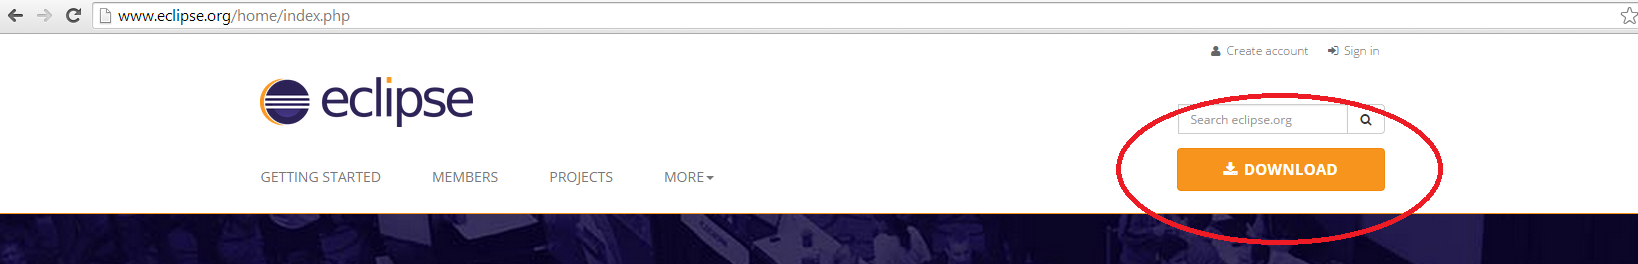 www.eclipse.org/home/index.php
Create account Sign in
eclipse
Search eclipse.org
DOWNLOAD
GETTING STARTED MEMBERS PROJECTS MORE